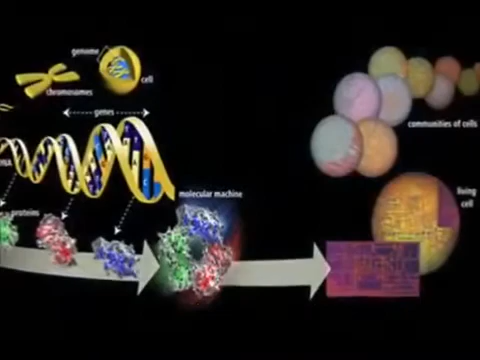 genome
cell
chromosomes
genes
communities of cells
molecular machine
living
cell
proteins